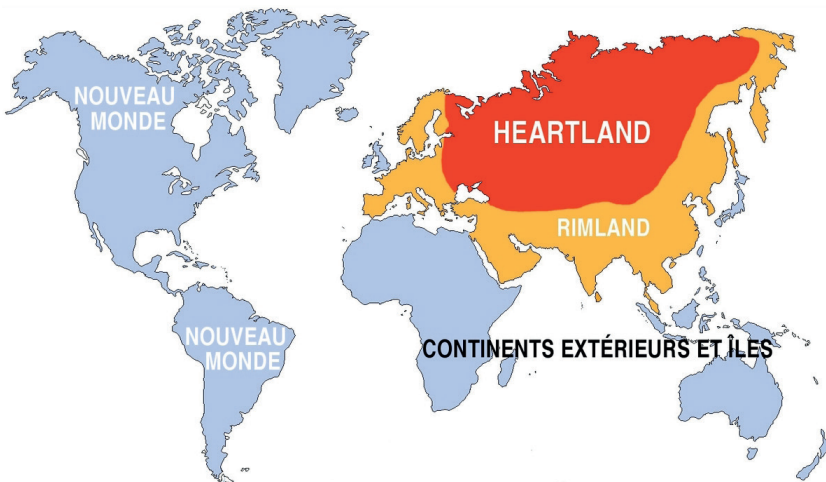 NOUVEAU
MONDE
HEARTLAND
RIMLAND
NOUVEAU
MONDE
CONTINENTS EXTÉRIEURS ET ÎLES